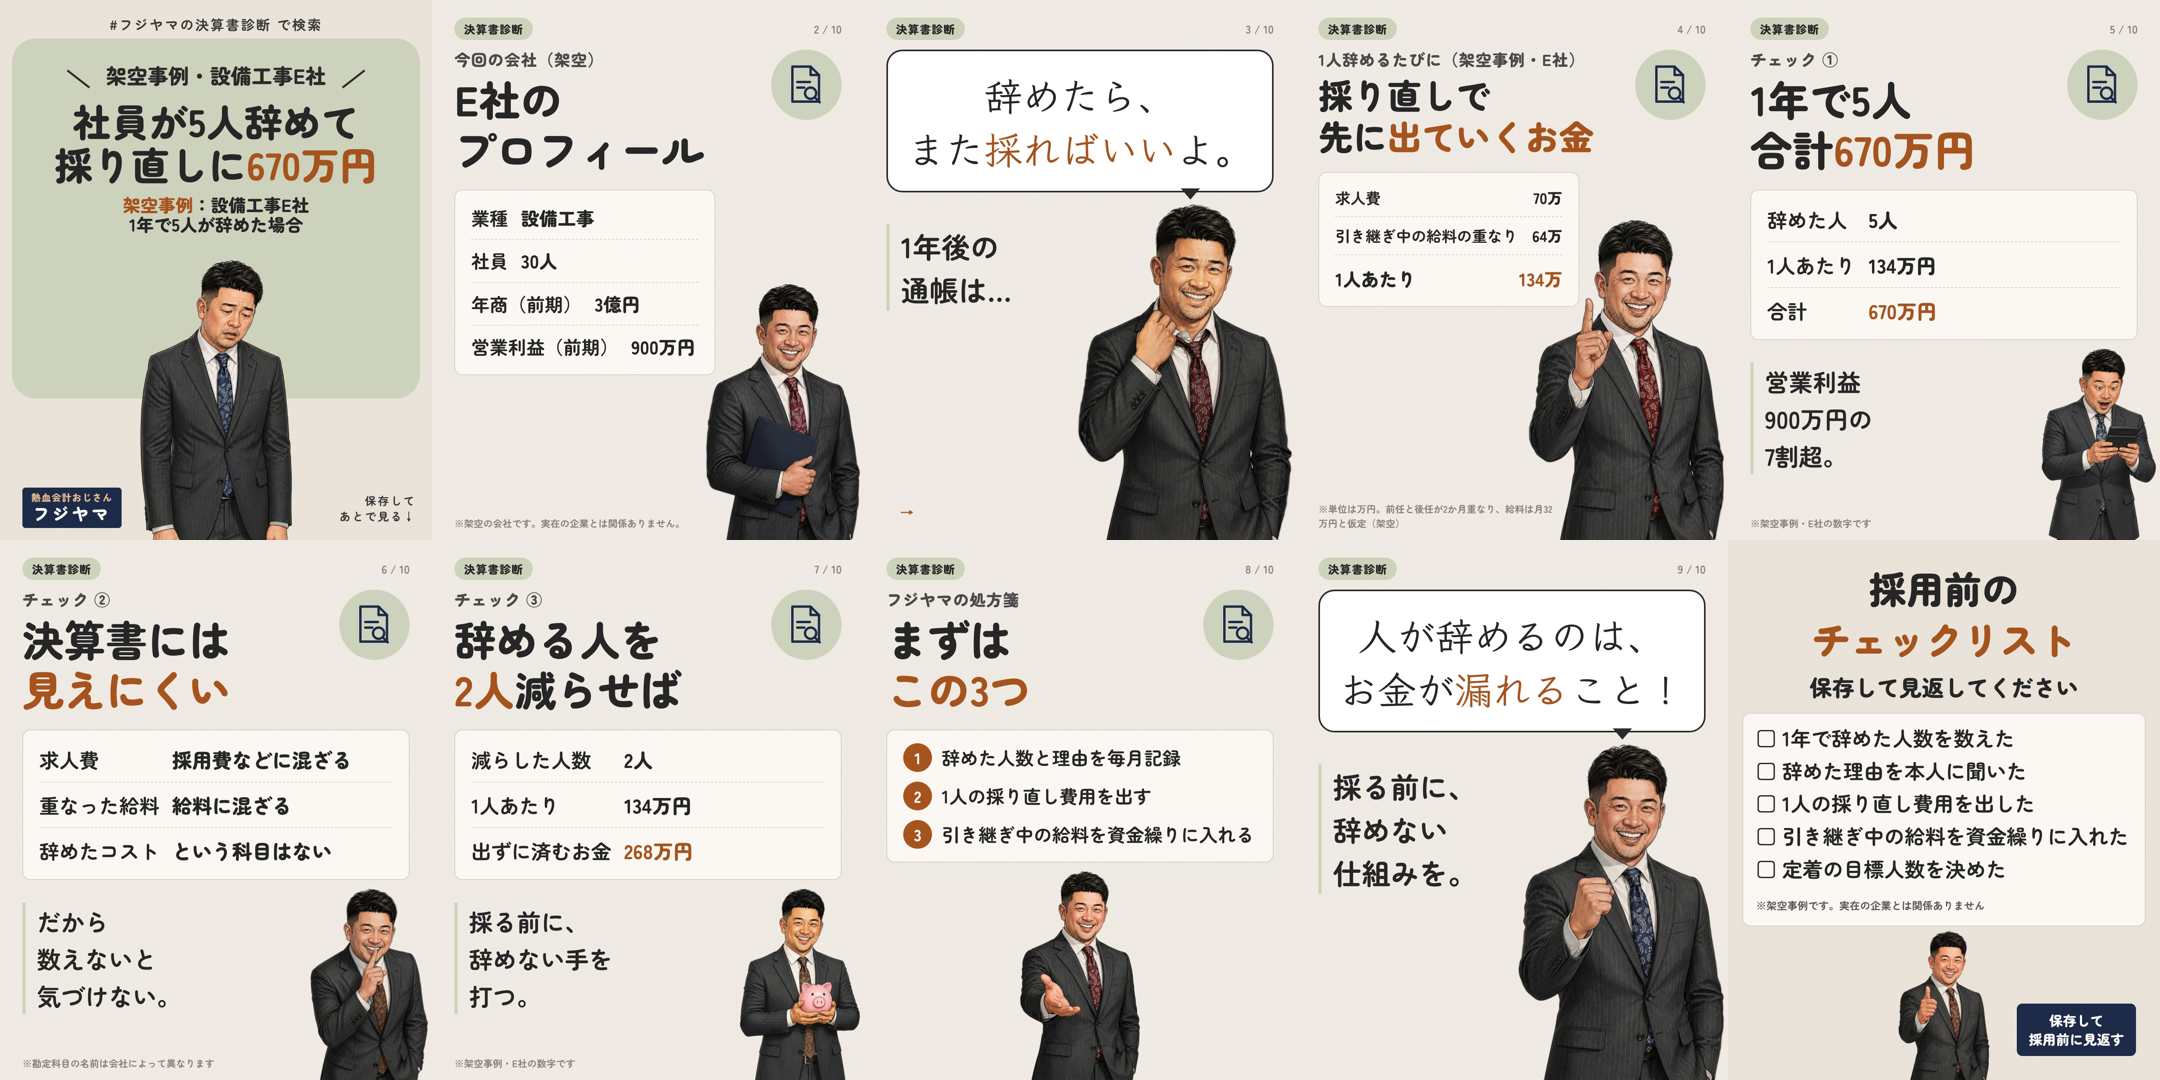 #フジヤマの決算書診断 で検索
架空事例・設備工事E社
社員が5人辞めて
採り直しに670万円
架空事例：設備工事E社
1年で5人が辞めた場合
熱血会計おじさん
フジヤマ
保存して
あとで見る↓
決算書診断
2 / 10
今回の会社（架空）
E社の
プロフィール
業種 設備工事
社員 30人
年商（前期） 3億円
営業利益（前期） 900万円
※架空の会社です。実在の企業とは関係ありません。
決算書診断
3 / 10
辞めたら、
また採ればいいよ。
1年後の
通帳は…
→
決算書診断
4 / 10
1人辞めるたびに（架空事例・E社）
採り直しで
先に出ていくお金
求人費 70万
引き継ぎ中の給料の重なり 64万
1人あたり 134万
※単位は万円。前任と後任が2か月重なり、給料は月32
万円と仮定（架空）
決算書診断
5 / 10
チェック ①
1年で5人
合計670万円
辞めた人 5人
1人あたり 134万円
合計 670万円
営業利益
900万円の
7割超。
※架空事例・E社の数字です
決算書診断
6 / 10
チェック ②
決算書には
見えにくい
求人費 採用費などに混ざる
重なった給料 給料に混ざる
辞めたコスト という科目はない
だから
数えないと
気づけない。
※勘定科目の名前は会社によって異なります
決算書診断
7 / 10
チェック ③
辞める人を
2人減らせば
減らした人数 2人
1人あたり 134万円
出ずに済むお金 268万円
採る前に、
辞めない手を
打つ。
※架空事例・E社の数字です
決算書診断
8 / 10
フジヤマの処方箋
まずは
この3つ
1 辞めた人数と理由を毎月記録
2 1人の採り直し費用を出す
3 引き継ぎ中の給料を資金繰りに入れる
決算書診断
9 / 10
人が辞めるのは、
お金が漏れること！
採る前に、
辞めない
仕組みを。
採用前の
チェックリスト
保存して見返してください
□ 1年で辞めた人数を数えた
□ 辞めた理由を本人に聞いた
□ 1人の採り直し費用を出した
□ 引き継ぎ中の給料を資金繰りに入れた
□ 定着の目標人数を決めた
※架空事例です。実在の企業とは関係ありません
保存して
採用前に見返す